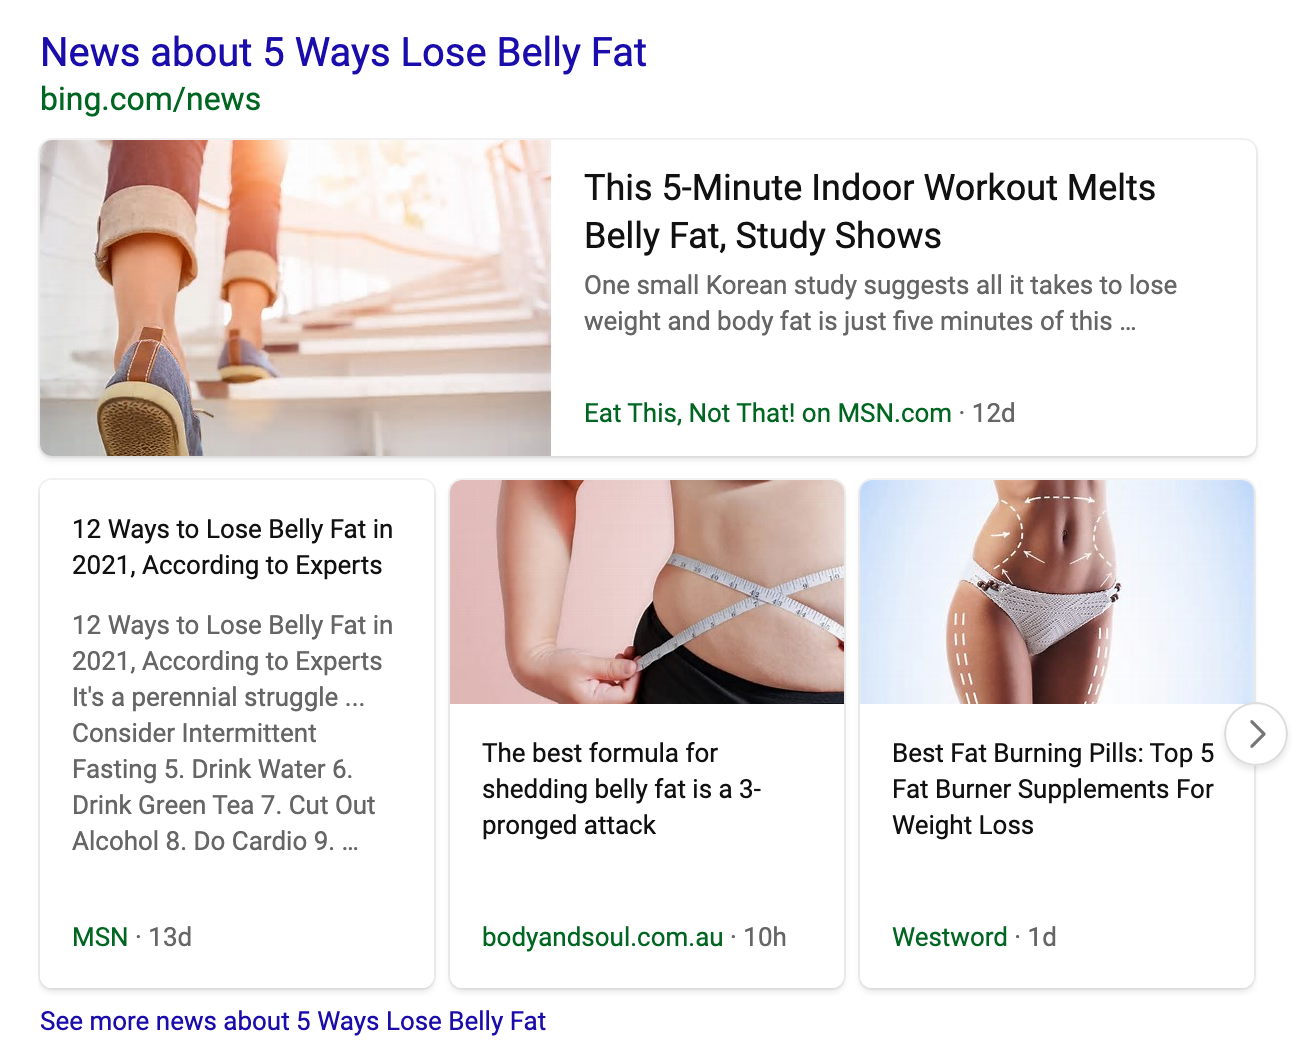 News about 5 Ways Lose Belly Fat
bing.com/news
This 5-Minute Indoor Workout Melts
Belly Fat, Study Shows
One small Korean study suggests all it takes to lose
weight and body fat is just five minutes of this ...
Eat This, Not That! on MSN.com · 12d
12 Ways to Lose Belly Fat in
2021, According to Experts
12 Ways to Lose Belly Fat in
2021, According to Experts
It's a perennial struggle ...
Consider Intermittent
Fasting 5. Drink Water 6.
Drink Green Tea 7. Cut Out
Alcohol 8. Do Cardio 9. ...
MSN · 13d
The best formula for
shedding belly fat is a 3-
pronged attack
bodyandsoul.com.au · 10h
Best Fat Burning Pills: Top 5
Fat Burner Supplements For
Weight Loss
Westword · 1d
See more news about 5 Ways Lose Belly Fat